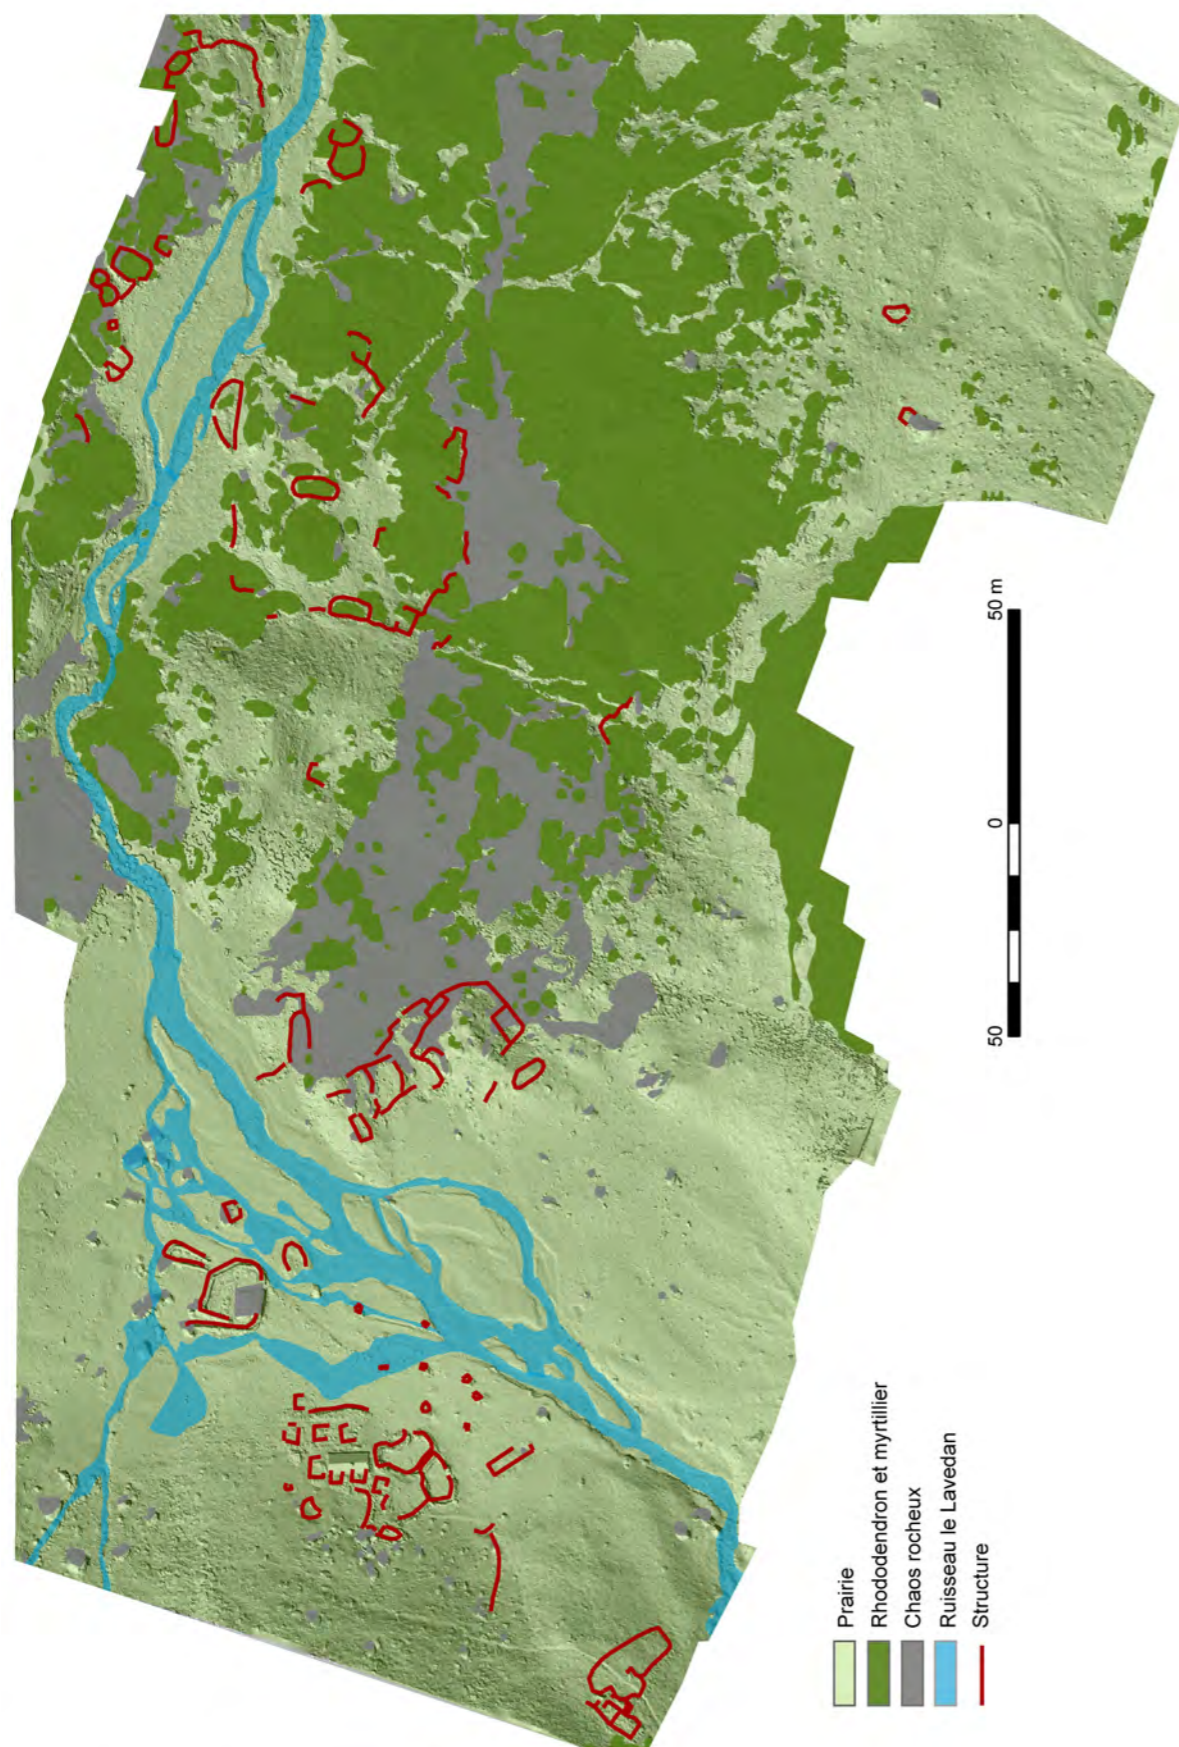 Prairie
Rhododendron et myrtillier
Chaos rocheux
Ruisseau le Lavedan
Structure
50
0
50 m